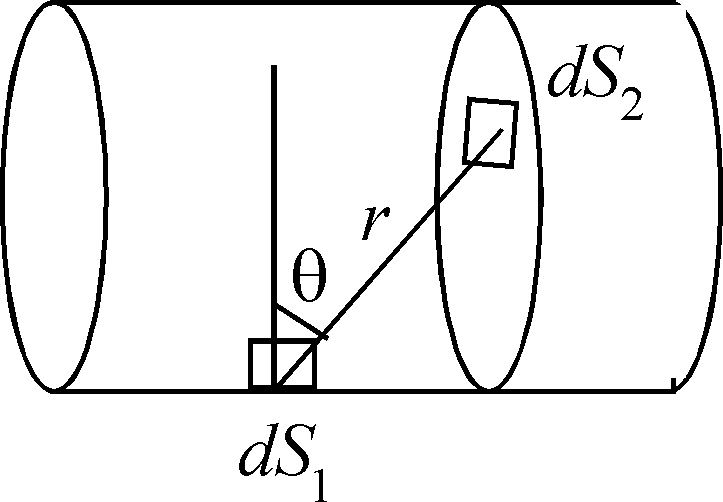 dS₂
r
θ
dS₁